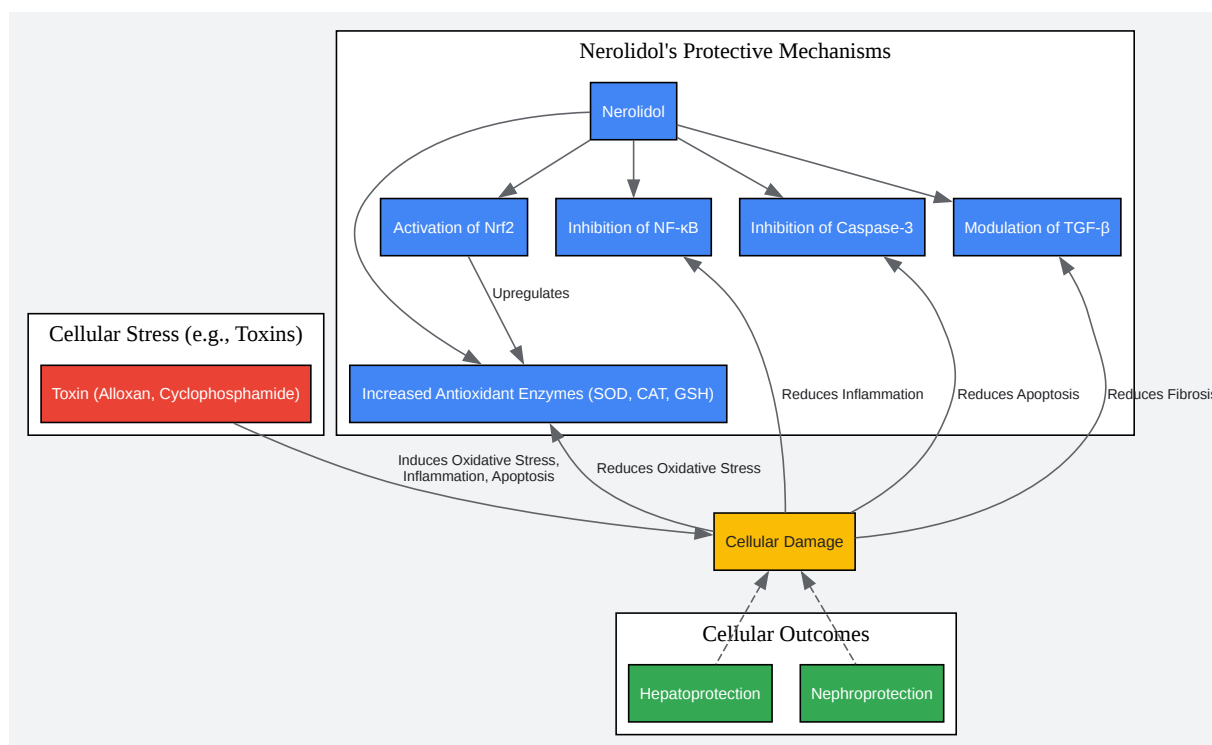 Nerolidol's Protective Mechanisms
Nerolidol
Activation of Nrf2
Inhibition of NF-κB
Inhibition of Caspase-3
Modulation of TGF-β
Upregulates
Cellular Stress (e.g., Toxins)
Toxin (Alloxan, Cyclophosphamide)
Increased Antioxidant Enzymes (SOD, CAT, GSH)
Reduces Inflammation
Reduces Apoptosis
Reduces Fibrosis
Induces Oxidative Stress,
Inflammation, Apoptosis
Reduces Oxidative Stress
Cellular Damage
Cellular Outcomes
Hepatoprotection
Nephroprotection